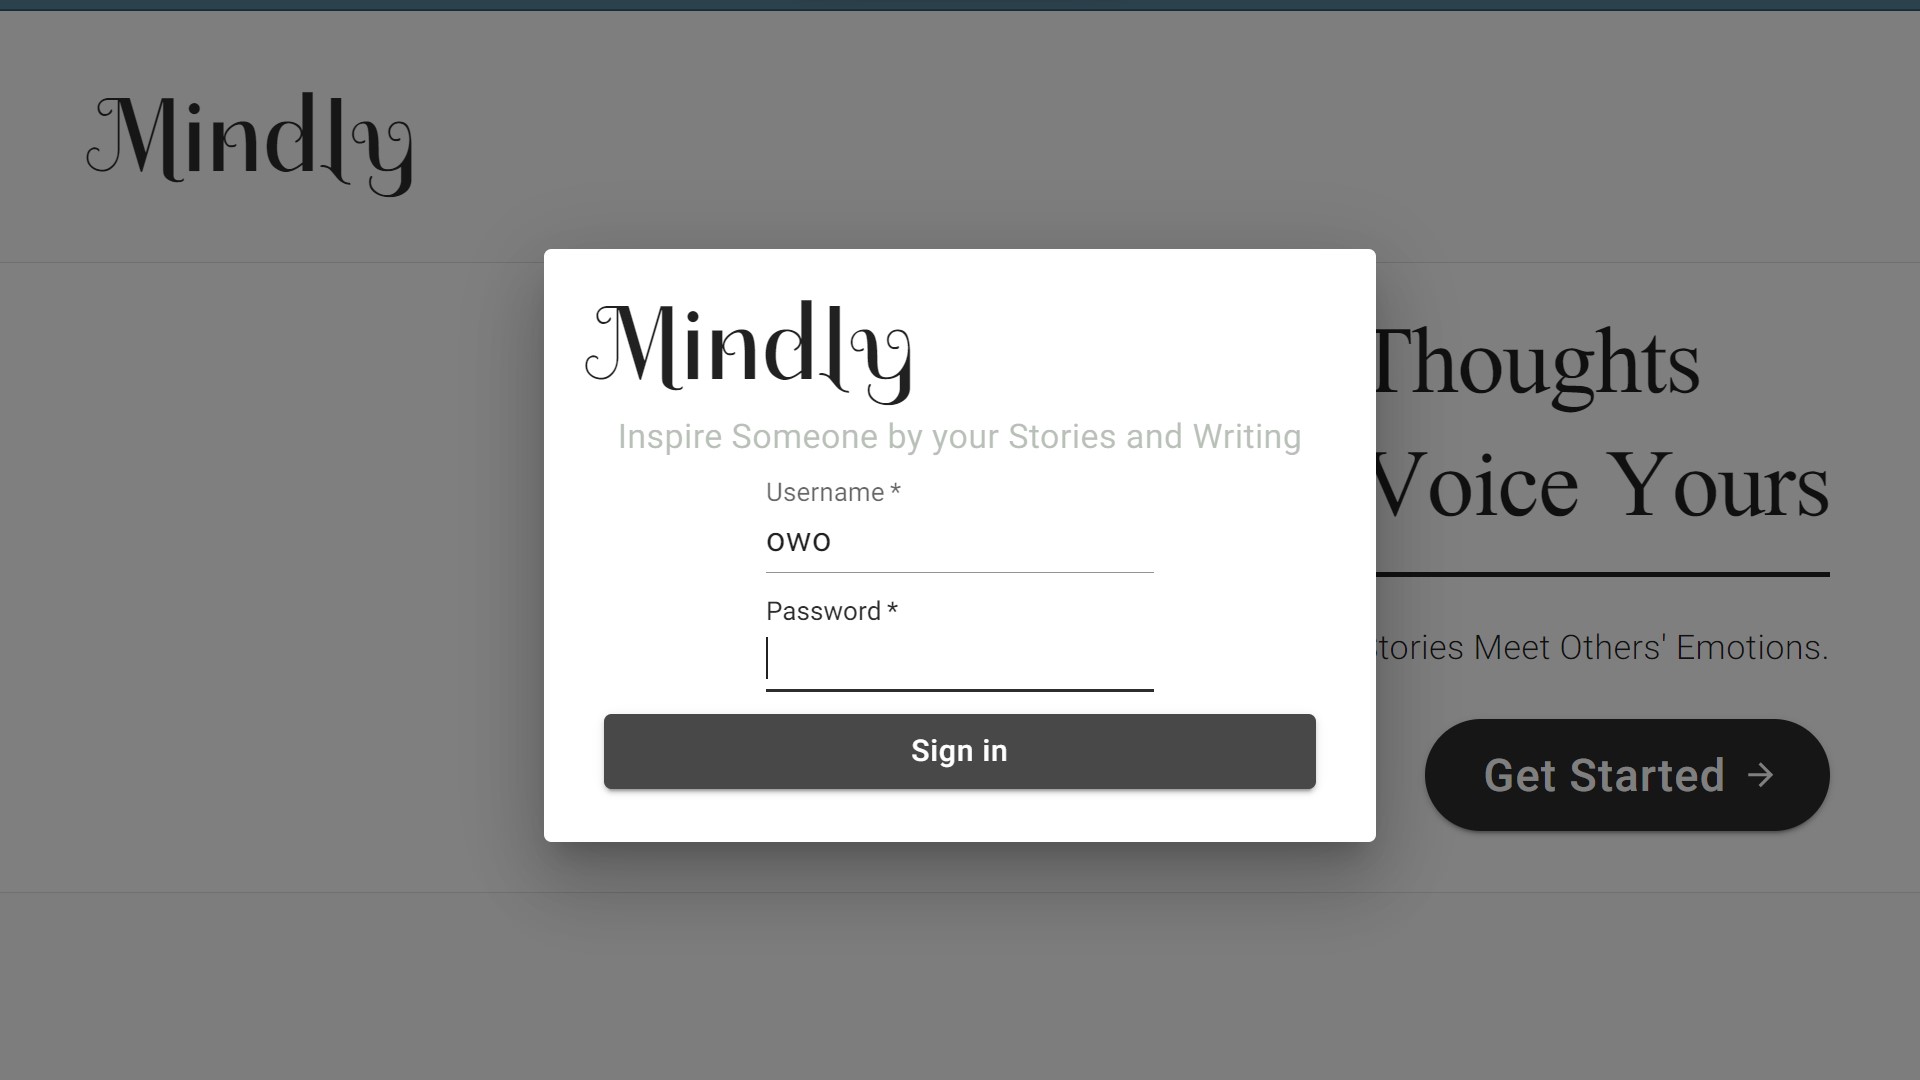 Mindly
Mindly
Inspire Someone by your Stories and Writing
Username *
owo
Password *
Sign in
Thoughts
Voice Yours
tories Meet Others' Emotions.
Get Started